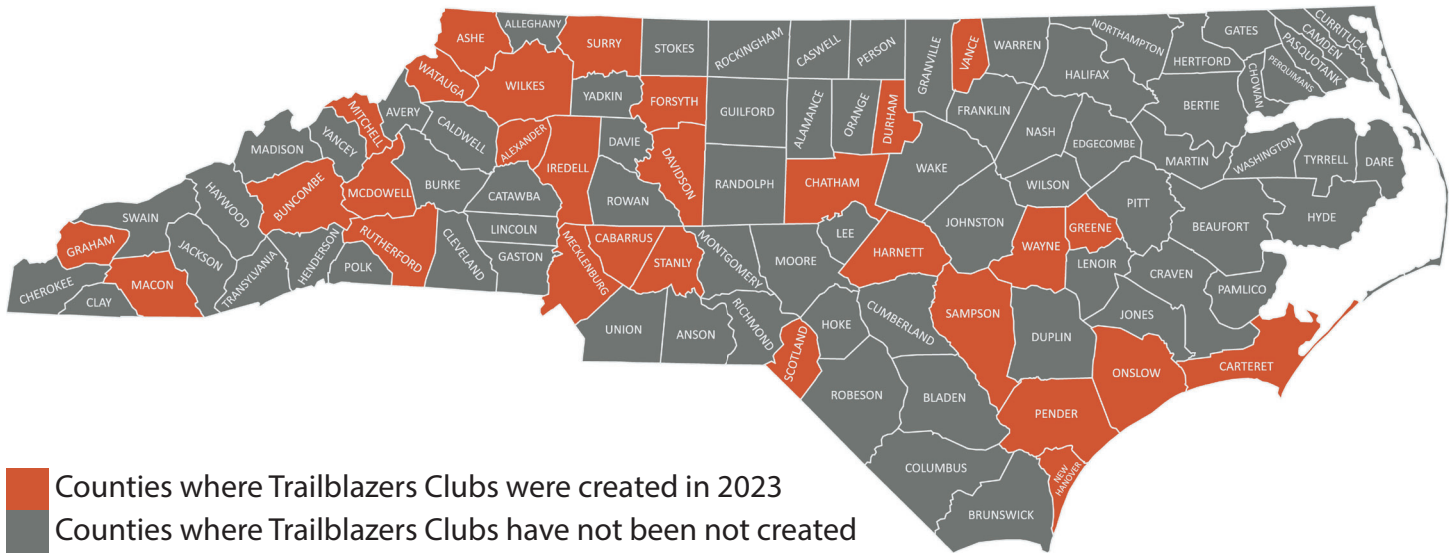 ALLEGHANY
ASHE
SURRY
STOKES
ROCKINGHAM
CASWELL
PERSON
GRANVILLE
VANCE
WARREN
NORTHAMPTON
GATES
CURRITUCK
CAMDEN
PASQUOTANK
PERQUIMANS
CHOWAN
HERTFORD
HALIFAX
WATAUGA
WILKES
YADKIN
FORSYTH
GUILFORD
ALAMANCE
ORANGE
DURHAM
FRANKLIN
NASH
BERTIE
MITCHELL
AVERY
CALDWELL
ALEXANDER
IREDELL
DAVIE
DAVIDSON
RANDOLPH
CHATHAM
WAKE
EDGECOMBE
MARTIN
WASHINGTON
TYRRELL
DARE
MADISON
YANCEY
HAYWOOD
BUNCOMBE
MCDOWELL
BURKE
CATAWBA
ROWAN
WILSON
PITT
BEAUFORT
HYDE
SWAIN
GRAHAM
JACKSON
TRANSYLVANIA
HENDERSON
POLK
RUTHERFORD
CLEVELAND
LINCOLN
GASTON
MECKLENBURG
CABARRUS
STANLY
MONTGOMERY
MOORE
LEE
HARNETT
JOHNSTON
WAYNE
GREENE
LENOIR
CRAVEN
PAMLICO
CHEROKEE
CLAY
MACON
UNION
ANSON
RICHMOND
SCOTLAND
HOKE
CUMBERLAND
SAMPSON
DUPLIN
JONES
ONSLOW
CARTERET
ROBESON
BLADEN
PENDER
COLUMBUS
NEW
HANOVER
BRUNSWICK
Counties where Trailblazers Clubs were created in 2023
Counties where Trailblazers Clubs have not been not created